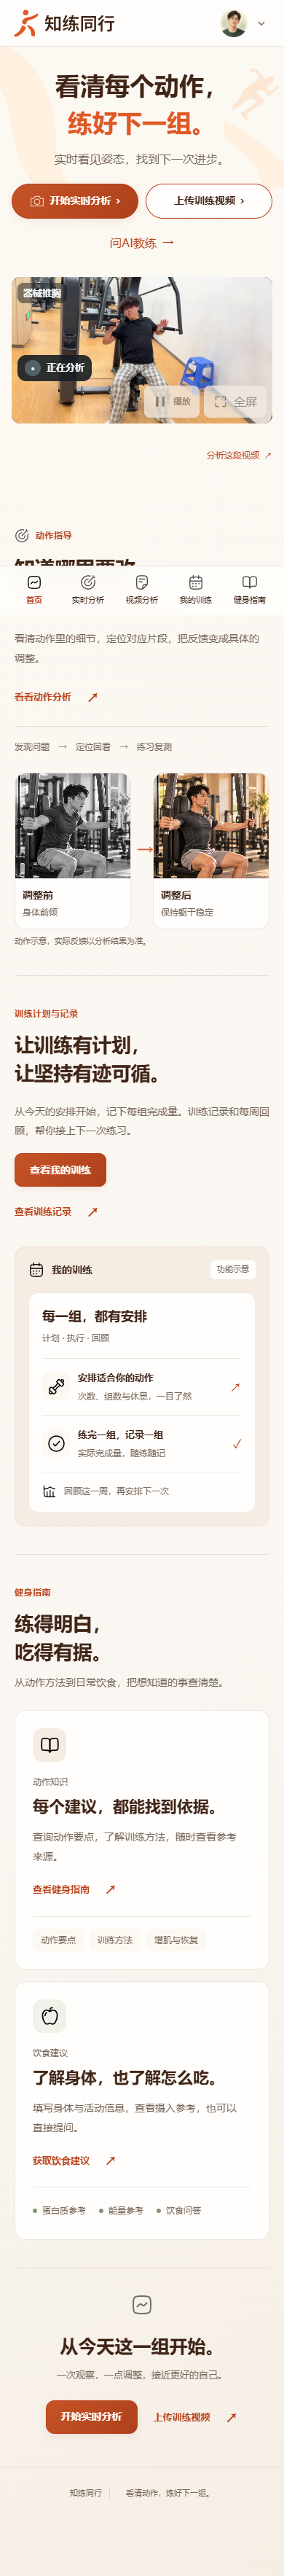 知练同行
看清每个动作，
练好下一组。
实时看见姿态，找到下一次进步。
开始实时分析 ›
上传训练视频 ›
问AI教练 →
器械推胸
正在分析
播放
全屏
分析这段视频 ↗
动作指导
首页
实时分析
视频分析
我的训练
健身指南
看清动作里的细节，定位对应片段，把反馈变成具体的
调整。
看看动作分析 ↗
发现问题 → 定位回看 → 练习复测
→
调整前
身体前倾
调整后
保持躯干稳定
动作示意，实际反馈以分析结果为准。
训练计划与记录
让训练有计划，
让坚持有迹可循。
从今天的安排开始，记下每组完成量。训练记录和每周回
顾，帮你接上下一次练习。
查看我的训练
查看训练记录 ↗
我的训练
功能示意
每一组，都有安排
计划 · 执行 · 回顾
安排适合你的动作
次数、组数与休息，一目了然
↗
练完一组，记录一组
实际完成量，随练随记
✓
回顾这一周，再安排下一次
健身指南
练得明白，
吃得有据。
从动作方法到日常饮食，把想知道的事查清楚。
动作知识
每个建议，都能找到依据。
查询动作要点，了解训练方法，随时查看参考
来源。
查看健身指南 ↗
动作要点
训练方法
增肌与恢复
饮食建议
了解身体，也了解怎么吃。
填写身体与活动信息，查看摄入参考，也可以
直接提问。
获取饮食建议 ↗
蛋白质参考
能量参考
饮食问答
从今天这一组开始。
一次观察，一点调整，接近更好的自己。
开始实时分析
上传训练视频 ↗
知练同行
看清动作，练好下一组。